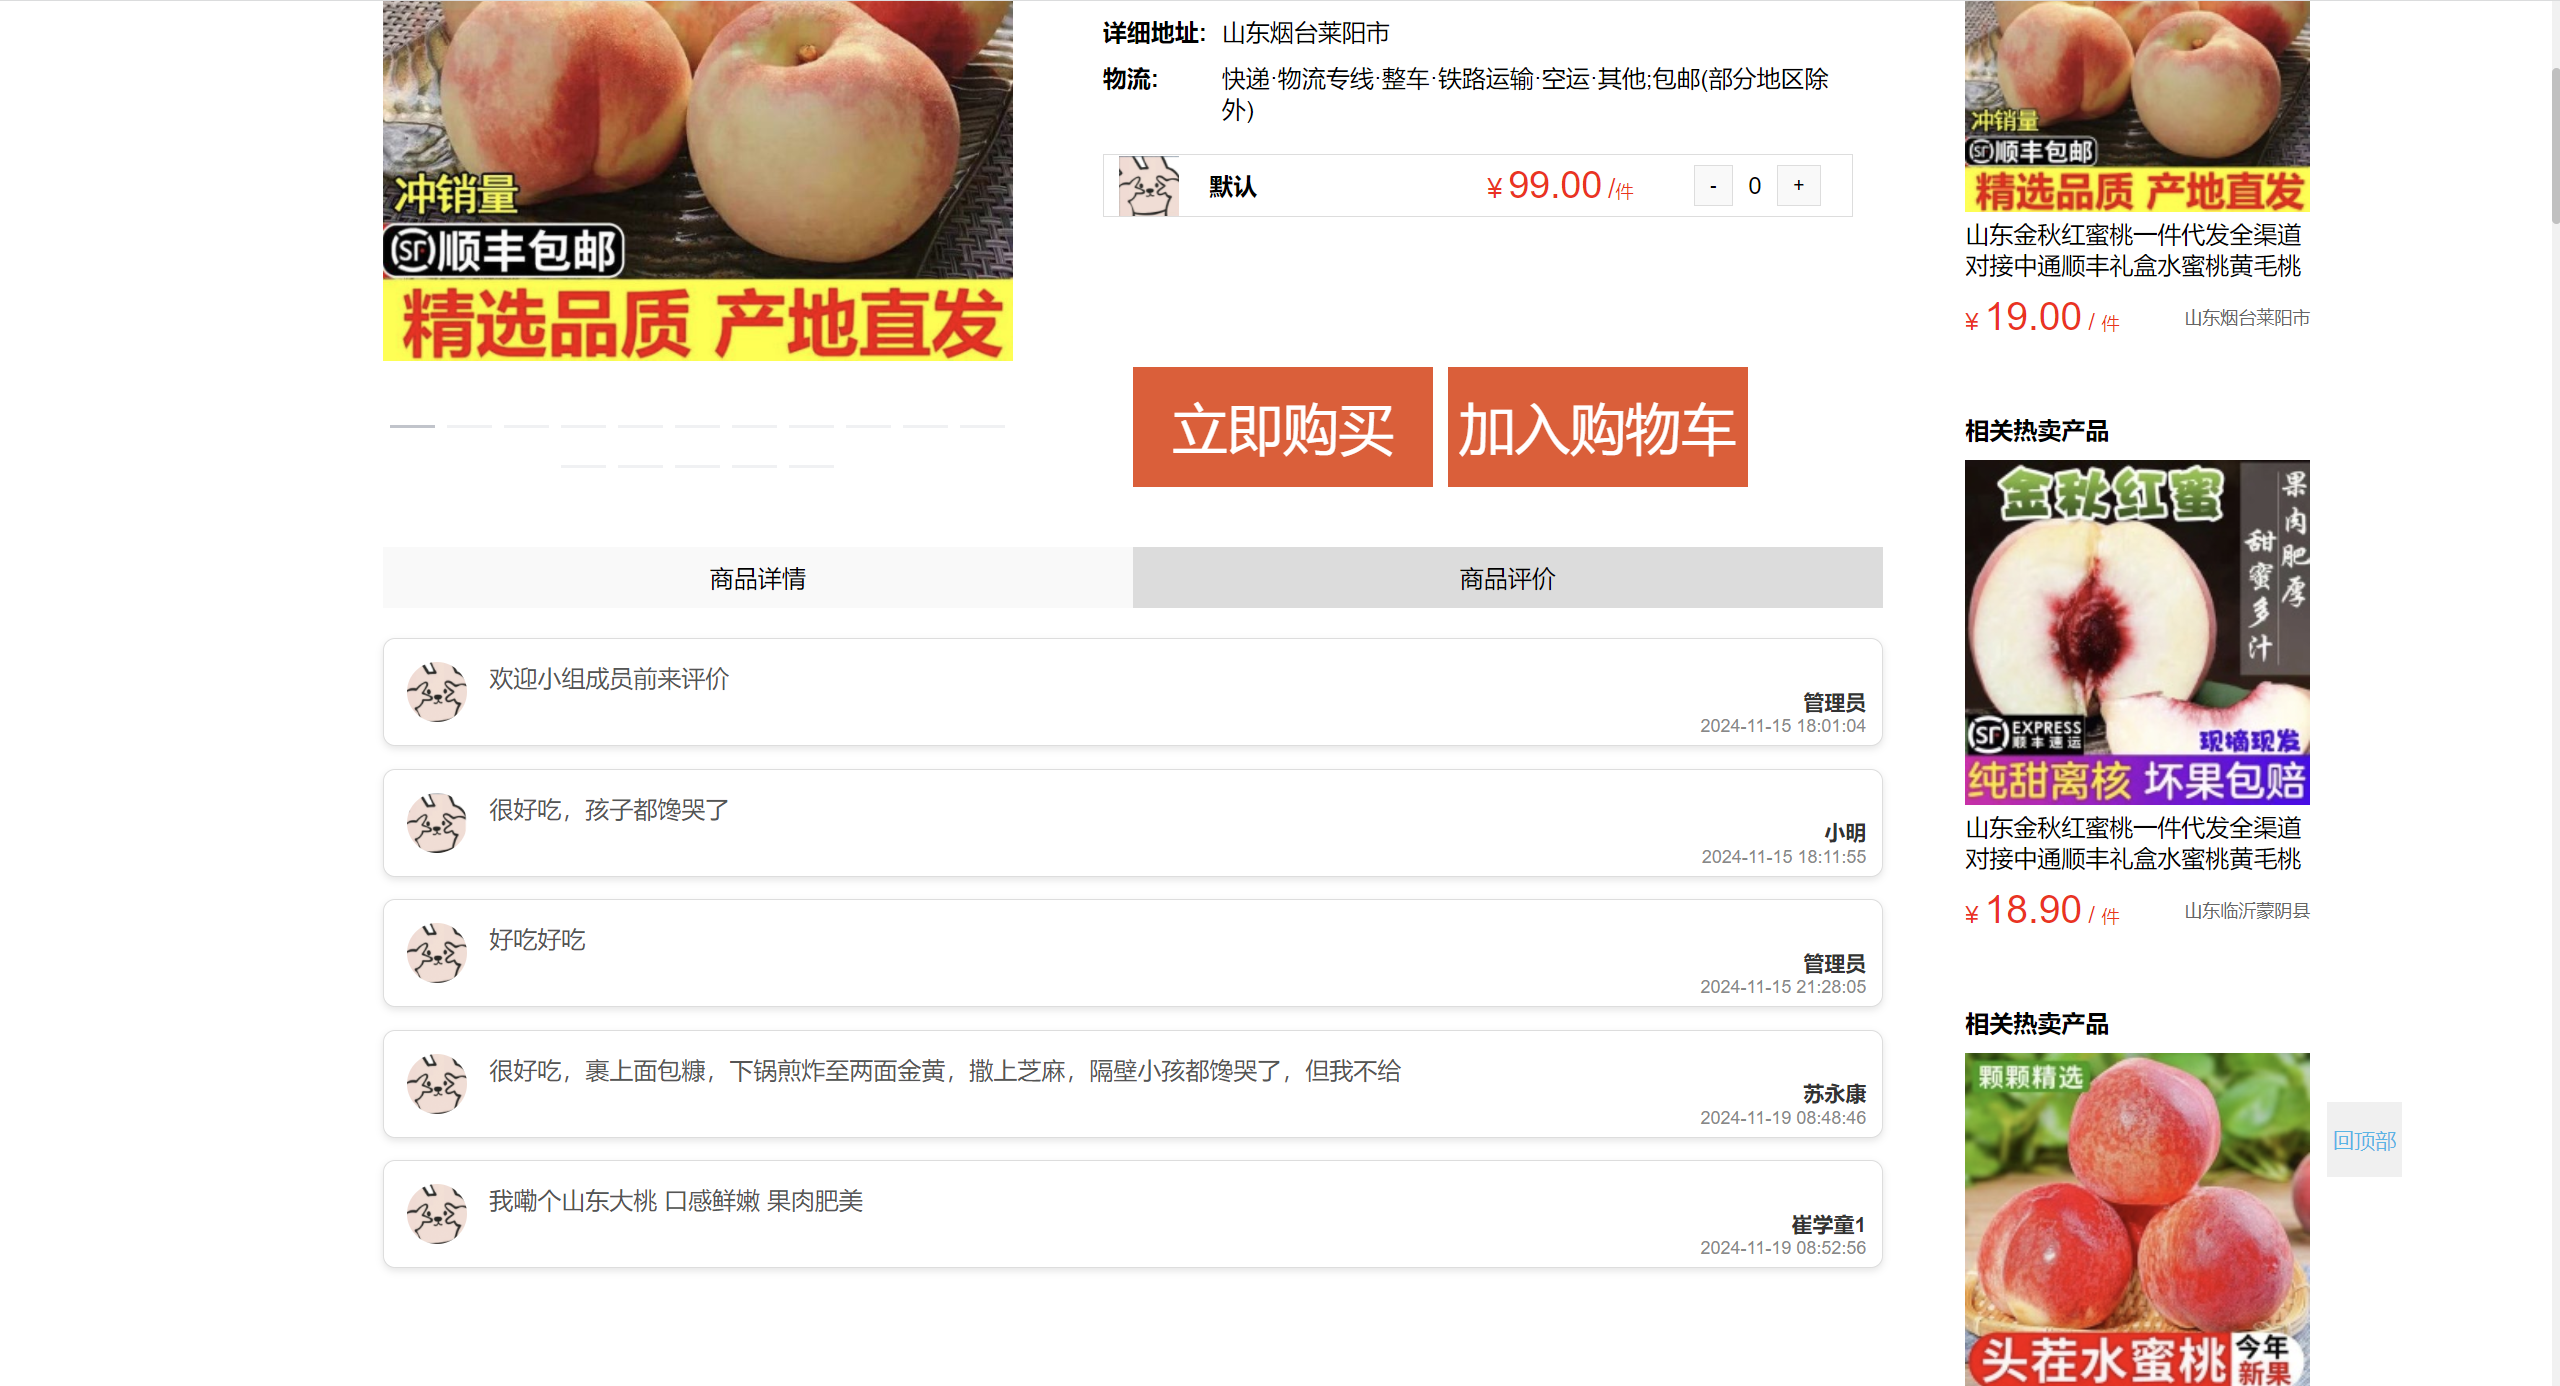 冲销量
SF 顺丰包邮
精选品质 产地直发
详细地址: 山东烟台莱阳市
物流: 快递·物流专线·整车·铁路运输·空运·其他;包邮(部分地区除
外)
默认 ¥ 99.00 /件 - 0 +
立即购买 加入购物车
商品详情 商品评价
欢迎小组成员前来评价
管理员
2024-11-15 18:01:04
很好吃，孩子都馋哭了
小明
2024-11-15 18:11:55
好吃好吃
管理员
2024-11-15 21:28:05
很好吃，裹上面包糠，下锅煎炸至两面金黄，撒上芝麻，隔壁小孩都馋哭了，但我不给
苏永康
2024-11-19 08:48:46
我嘞个山东大桃 口感鲜嫩 果肉肥美
崔学童1
2024-11-19 08:52:56
冲销量
SF 顺丰包邮
精选品质 产地直发
山东金秋红蜜桃一件代发全渠道
对接中通顺丰礼盒水蜜桃黄毛桃
¥ 19.00 / 件 山东烟台莱阳市
相关热卖产品
金秋红蜜
果肉肥厚
甜蜜多汁
SF EXPRESS
顺丰速运
现摘现发
纯甜离核 坏果包赔
山东金秋红蜜桃一件代发全渠道
对接中通顺丰礼盒水蜜桃黄毛桃
¥ 18.90 / 件 山东临沂蒙阴县
相关热卖产品
颗颗精选
头茬水蜜桃
今年
新果
回顶部